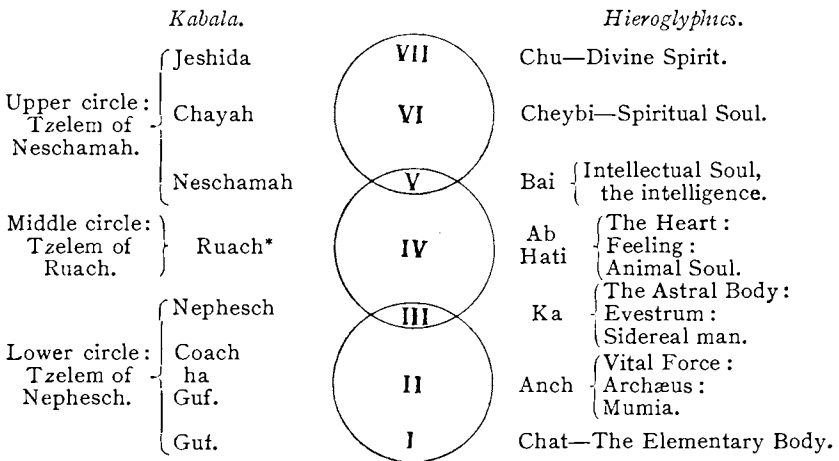 Kabala.
Hieroglyphics.
Upper circle:
Tzelem of
Neschamah.
Jeshida
Chayah
Neschamah
Middle circle:
Tzelem of
Ruach.
Ruach*
Lower circle:
Tzelem of
Nephesch.
Nephesch
Coach
ha
Guf.
Guf.
VII
VI
V
IV
III
II
I
Chu—Divine Spirit.
Cheybi—Spiritual Soul.
Bai
Intellectual Soul,
the intelligence.
Ab
Hati
The Heart:
Feeling:
Animal Soul.
Ka
The Astral Body:
Evestrum:
Sidereal man.
Anch
Vital Force:
Archæus:
Mumia.
Chat—The Elementary Body.